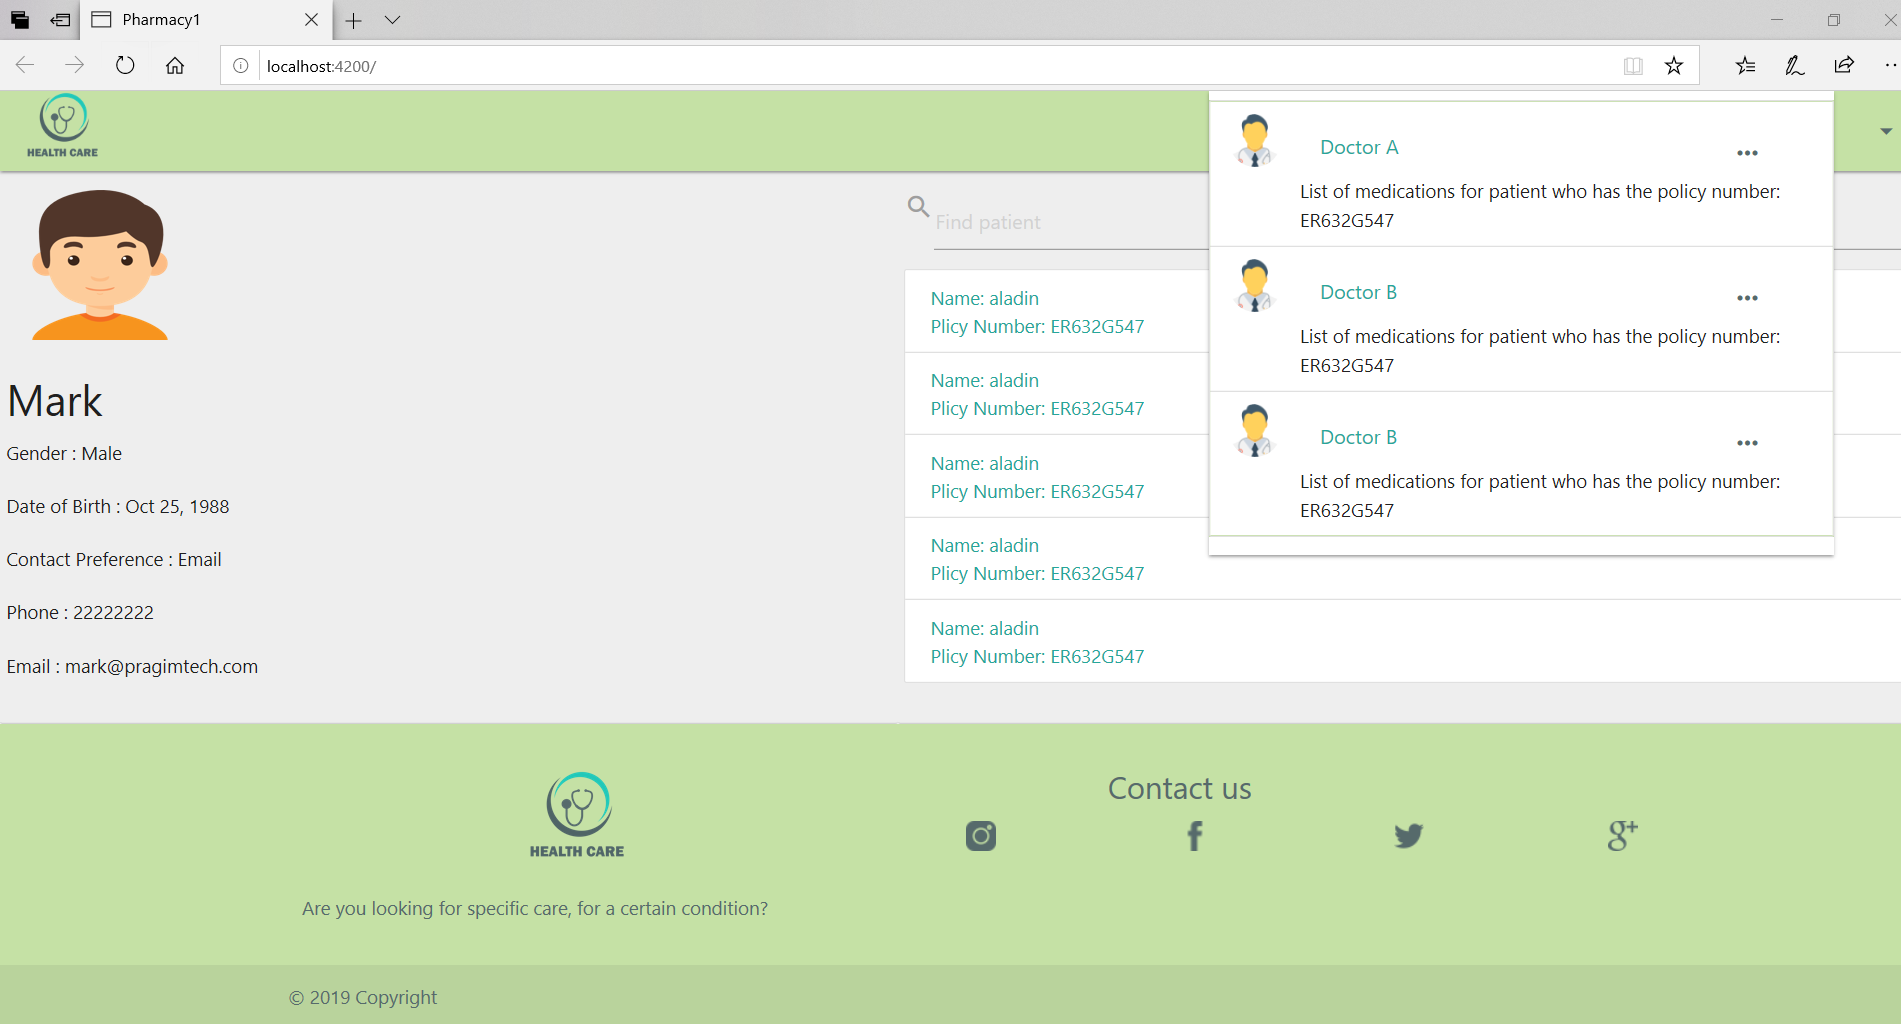 Pharmacy1
localhost:4200/
HEALTH CARE
Doctor A
List of medications for patient who has the policy number:
ER632G547
Doctor B
List of medications for patient who has the policy number:
ER632G547
Doctor B
List of medications for patient who has the policy number:
ER632G547
Mark
Gender : Male
Date of Birth : Oct 25, 1988
Contact Preference : Email
Phone : 22222222
Email : mark@pragimtech.com
Find patient
Name: aladin
Plicy Number: ER632G547
Name: aladin
Plicy Number: ER632G547
Name: aladin
Plicy Number: ER632G547
Name: aladin
Plicy Number: ER632G547
Name: aladin
Plicy Number: ER632G547
HEALTH CARE
Are you looking for specific care, for a certain condition?
Contact us
© 2019 Copyright